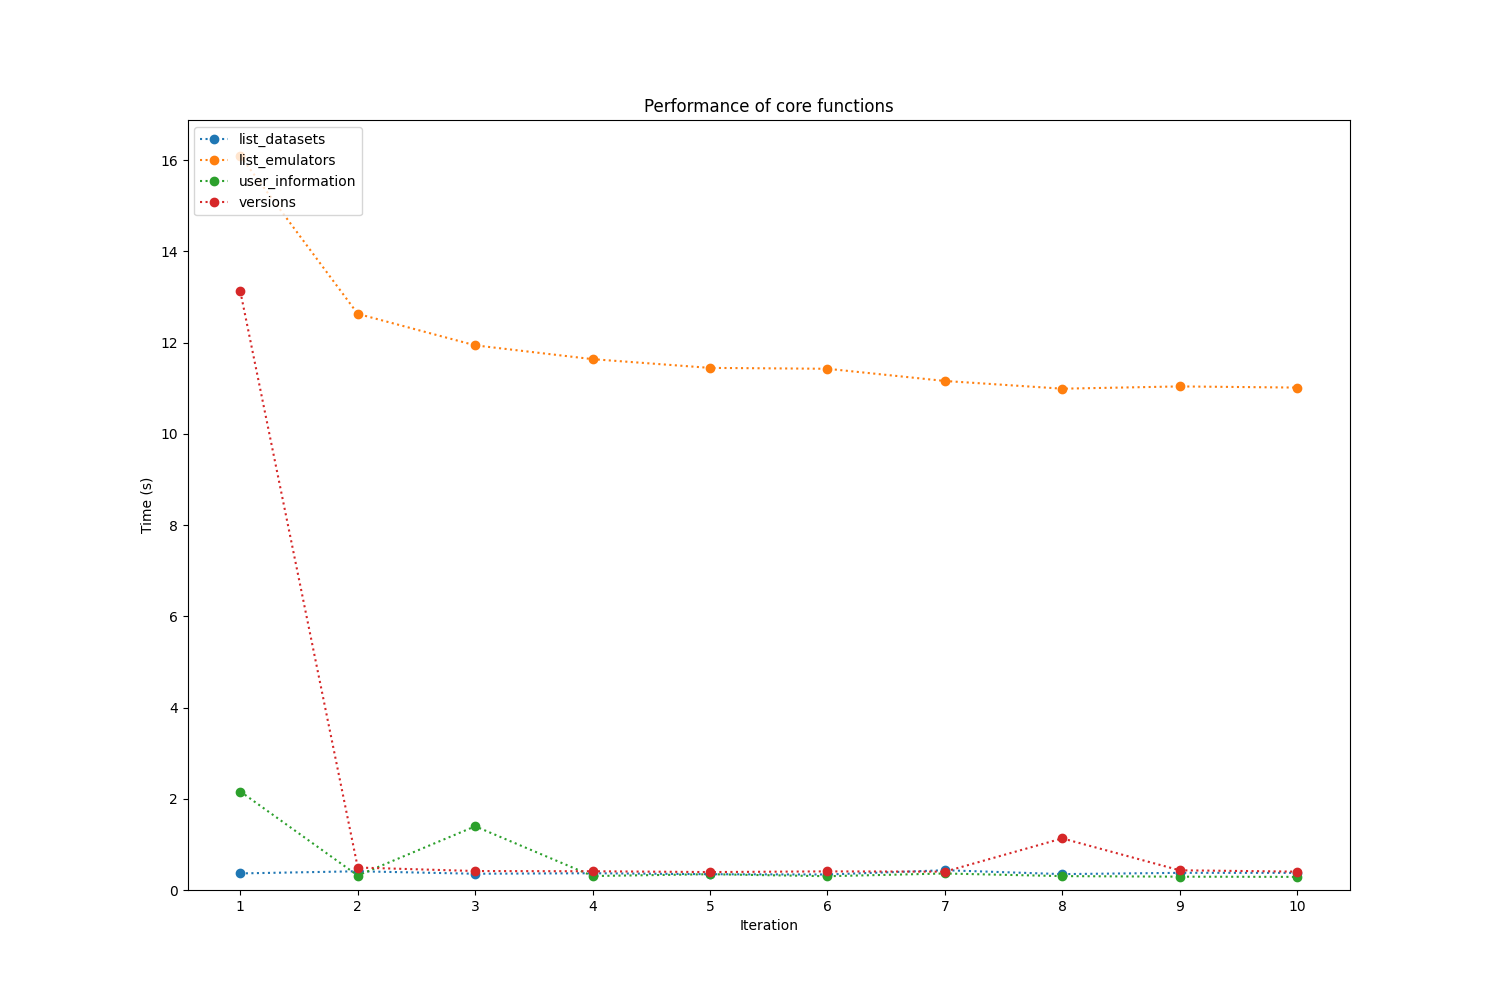 Performance of core functions
list_datasets
list_emulators
user_information
versions
16
14
12
10
8
6
4
2
0
Time (s)
1 2 3 4 5 6 7 8 9 10
Iteration